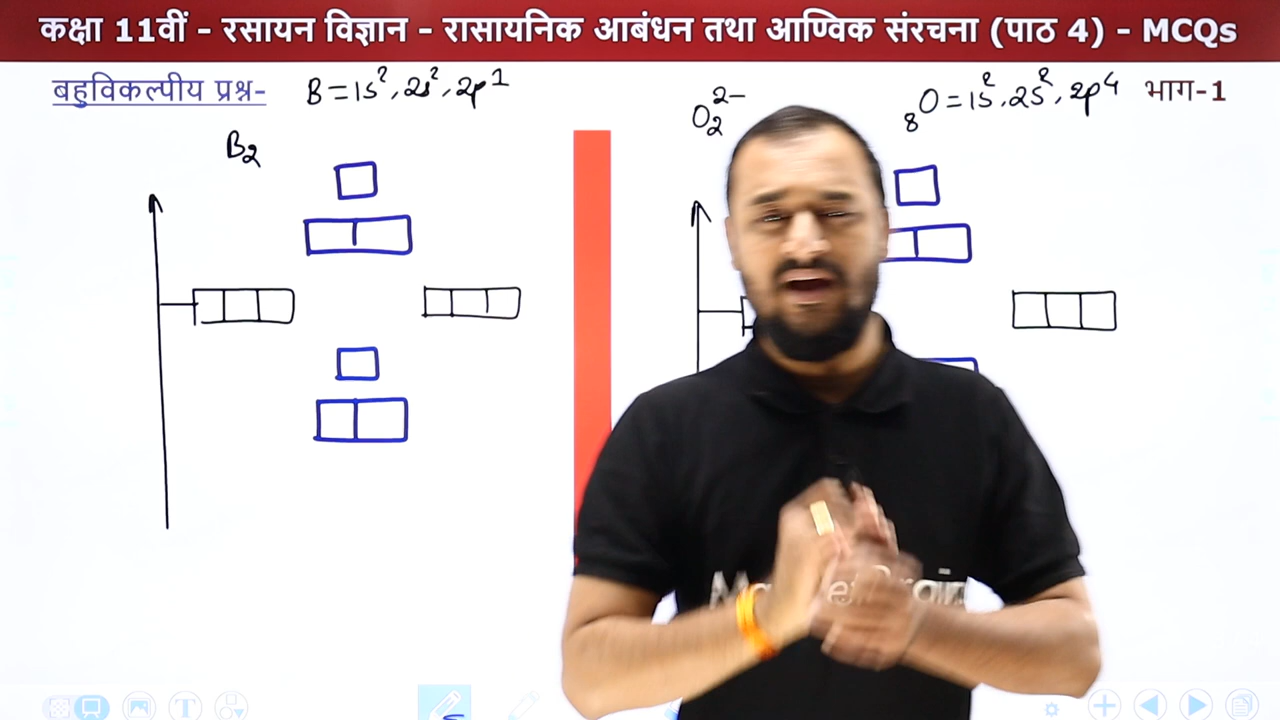 कक्षा 11वीं - रसायन विज्ञान - रासायनिक आबंधन तथा आण्विक संरचना (पाठ 4) - MCQs
बहुविकल्पीय प्रश्न- B = 1s², 2s², 2p¹
O₂²⁻ ₈O = 1s², 2s², 2p⁴ भाग-1
B₂